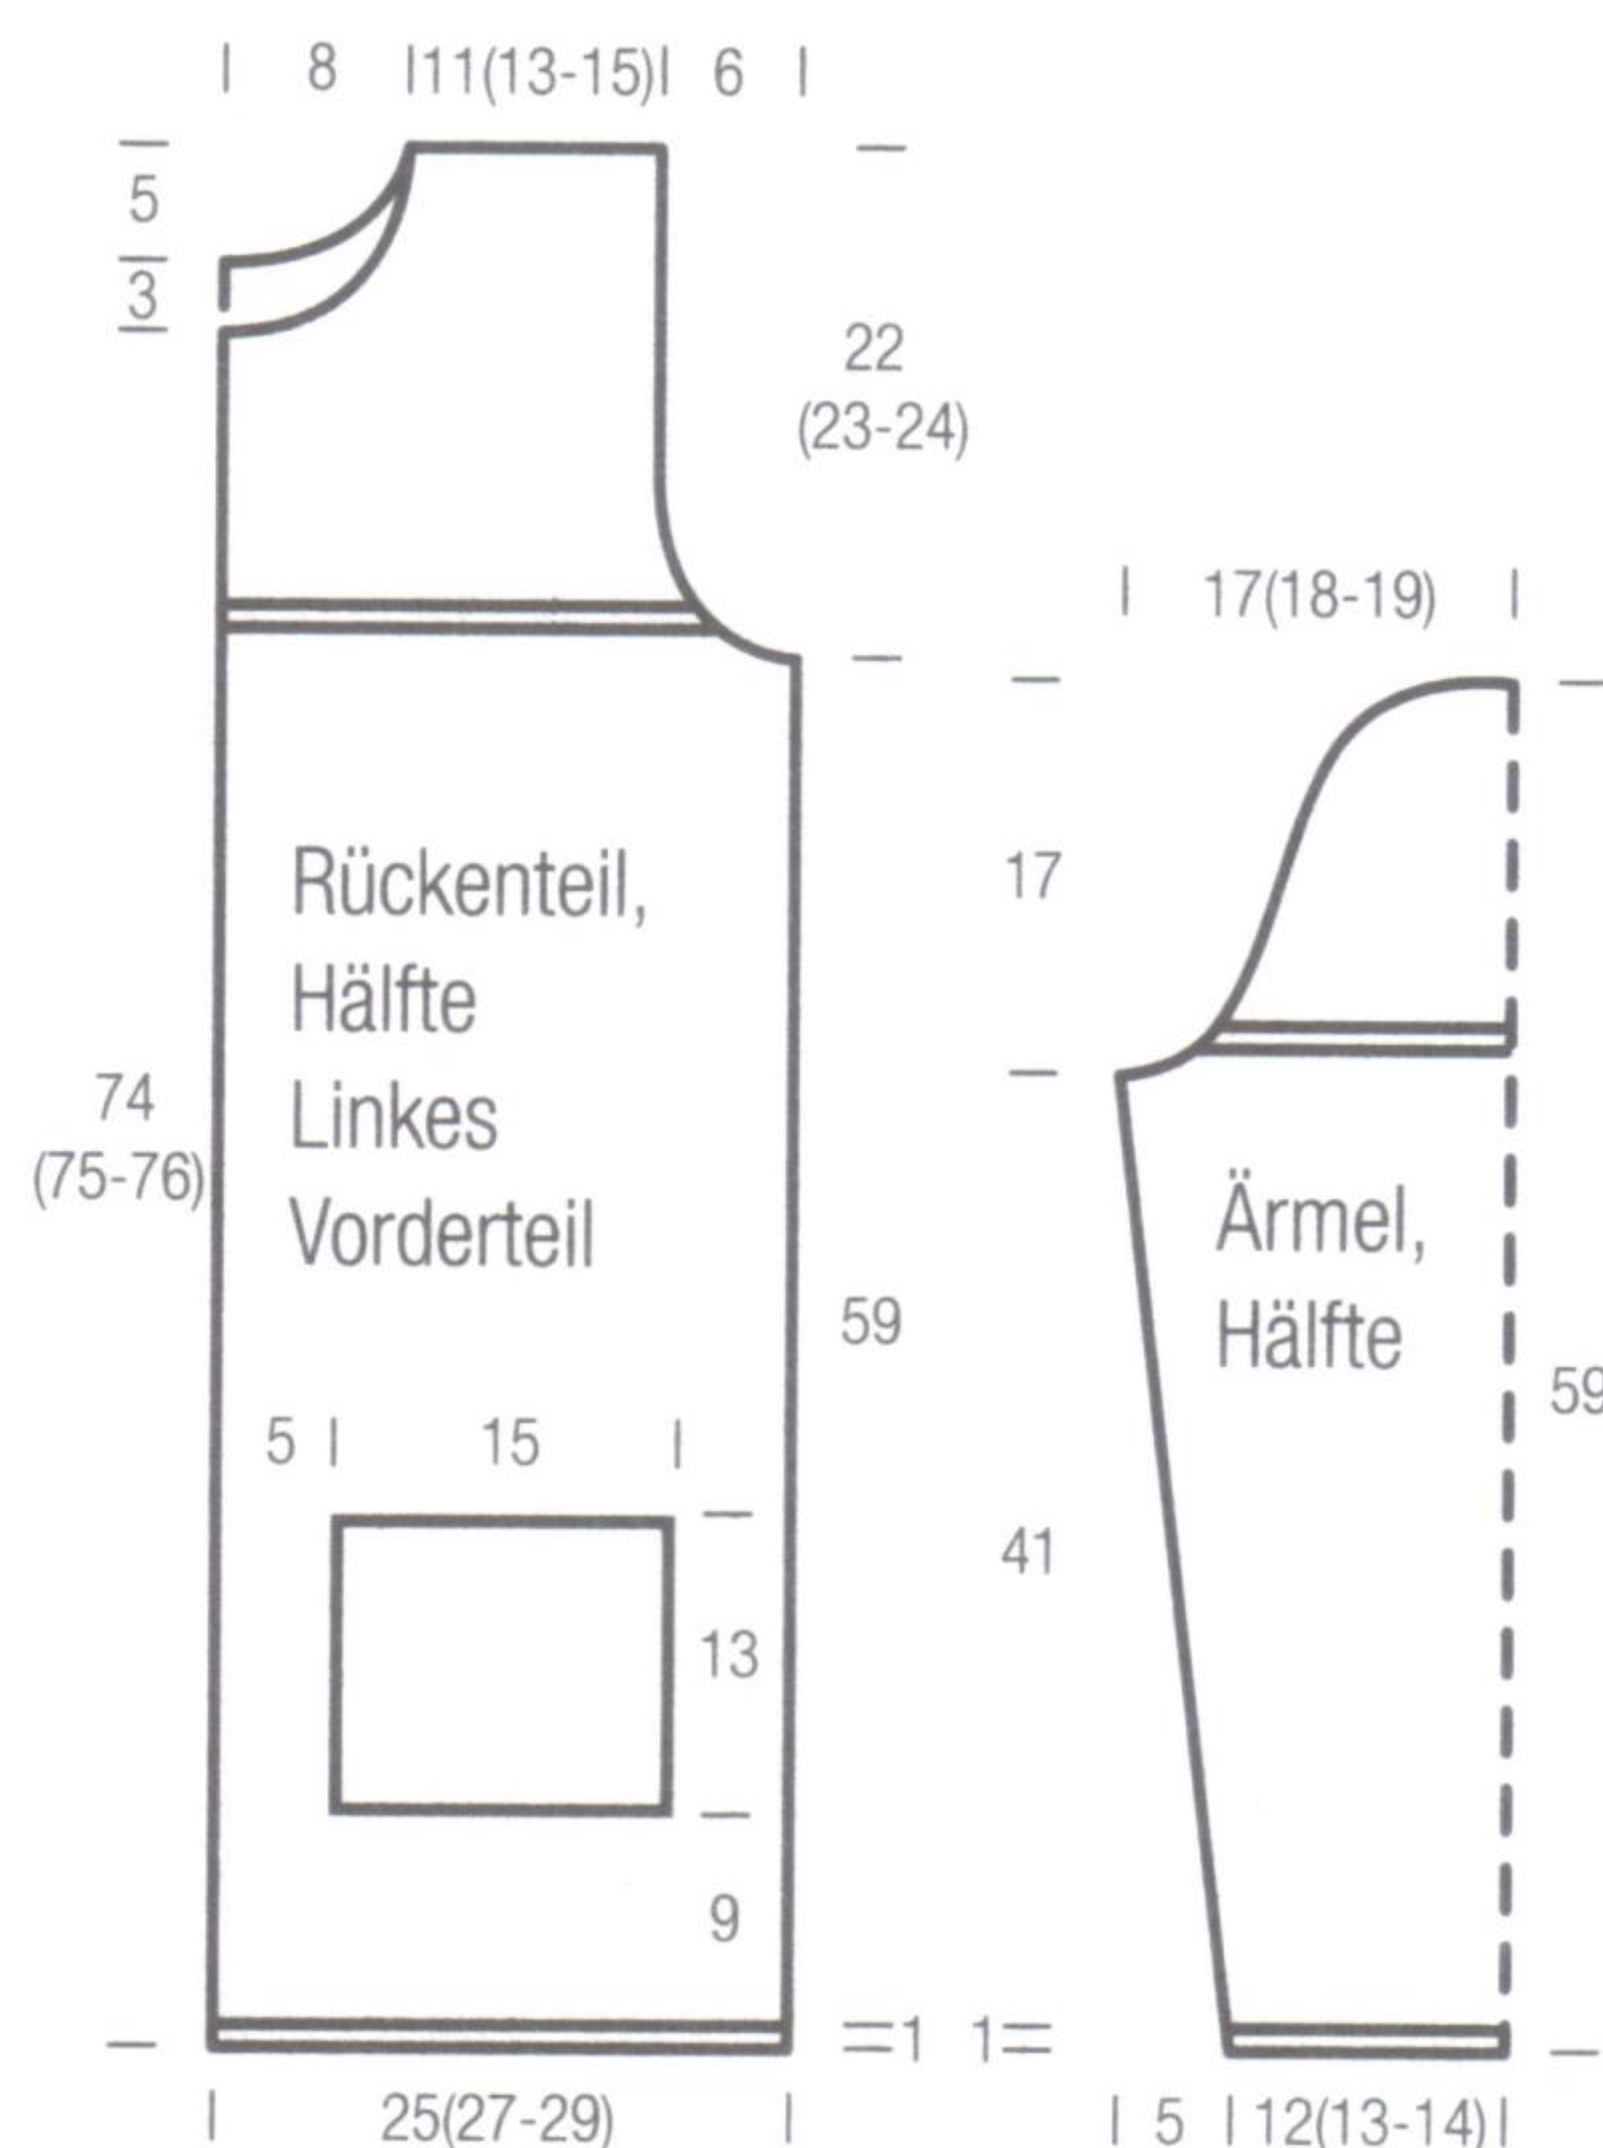 8 11(13-15) 6
5
3
22
(23-24)
17(18-19)
17
Rückenteil,
Hälfte
Linkes
Vorderteil
74
(75-76)
59
Ärmel,
Hälfte
59
5 15
41
13
9
1 1
25(27-29)
5 12(13-14)